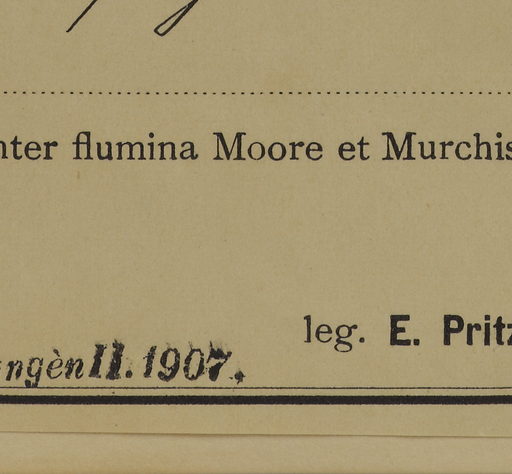 nter flumina Moore et Murchis
leg. E. Pritz
ngèn II. 1907.